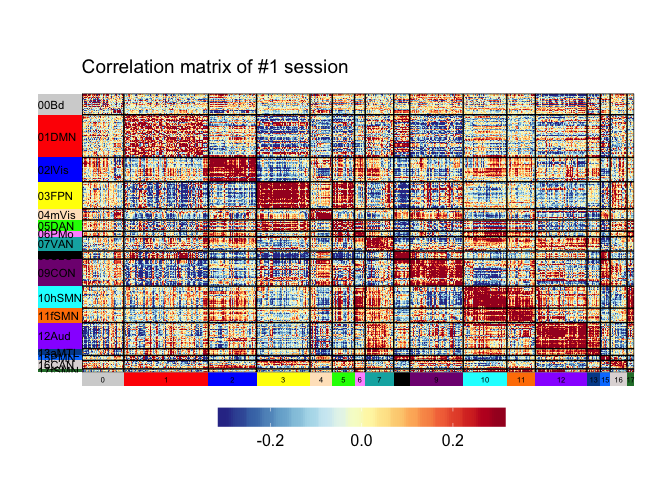 Correlation matrix of #1 session
00Bd
01DMN
02iVis
03FPN
04mVis
05DAN
06PMo
07VAN
09CON
10hSMN
11fSMN
12Aud
0 1 3 4 5 6 7 10 11 12 15 16
-0.2 0.0 0.2